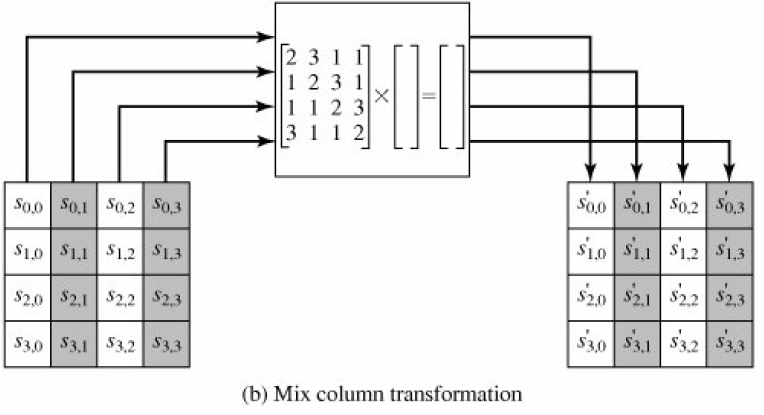 2 3 1 1
1 2 3 1 × =
1 1 2 3
3 1 1 2
s0,0 s0,1 s0,2 s0,3 s'0,0 s'0,1 s'0,2 s'0,3
s1,0 s1,1 s1,2 s1,3 s'1,0 s'1,1 s'1,2 s'1,3
s2,0 s2,1 s2,2 s2,3 s'2,0 s'2,1 s'2,2 s'2,3
s3,0 s3,1 s3,2 s3,3 s'3,0 s'3,1 s'3,2 s'3,3
(b) Mix column transformation